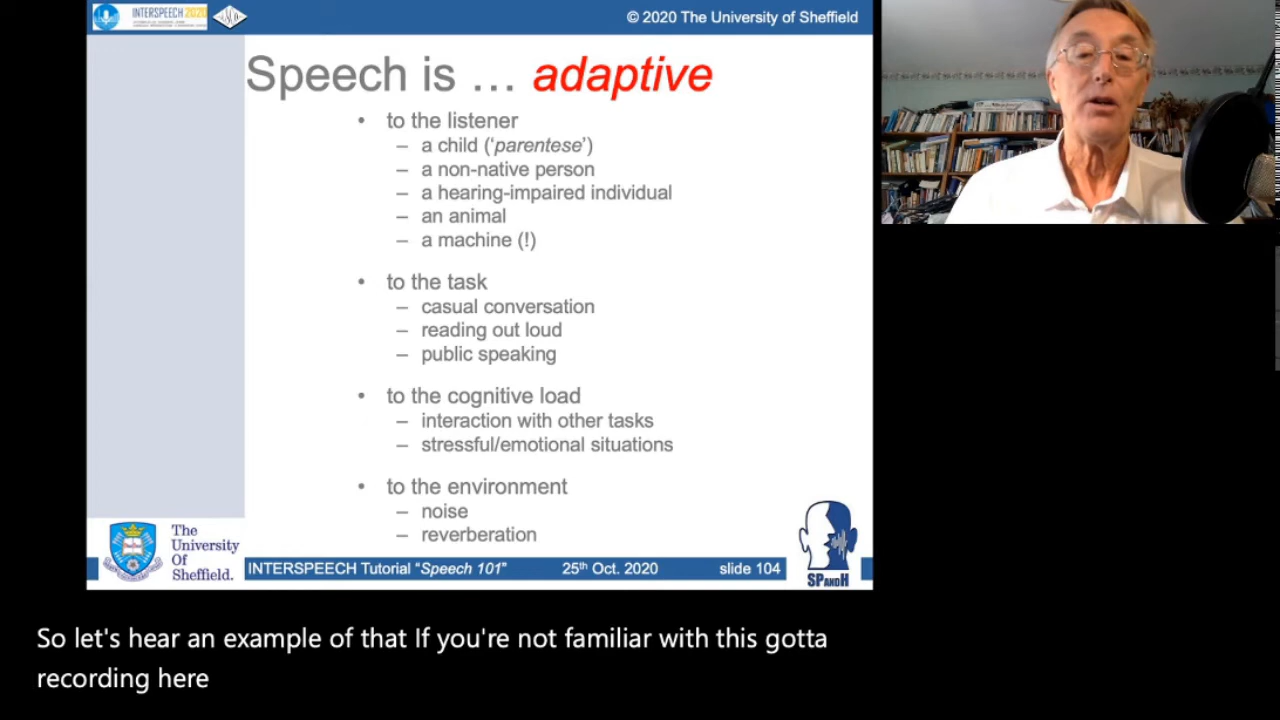 INTERSPEECH 2020
© 2020 The University of Sheffield
Speech is … adaptive
• to the listener
– a child (‘parentese’)
– a non-native person
– a hearing-impaired individual
– an animal
– a machine (!)
• to the task
– casual conversation
– reading out loud
– public speaking
• to the cognitive load
– interaction with other tasks
– stressful/emotional situations
• to the environment
– noise
– reverberation
The
University
Of
Sheffield.
INTERSPEECH Tutorial “Speech 101” 25th Oct. 2020 slide 104
SPANDH
So let's hear an example of that If you're not familiar with this gotta
recording here